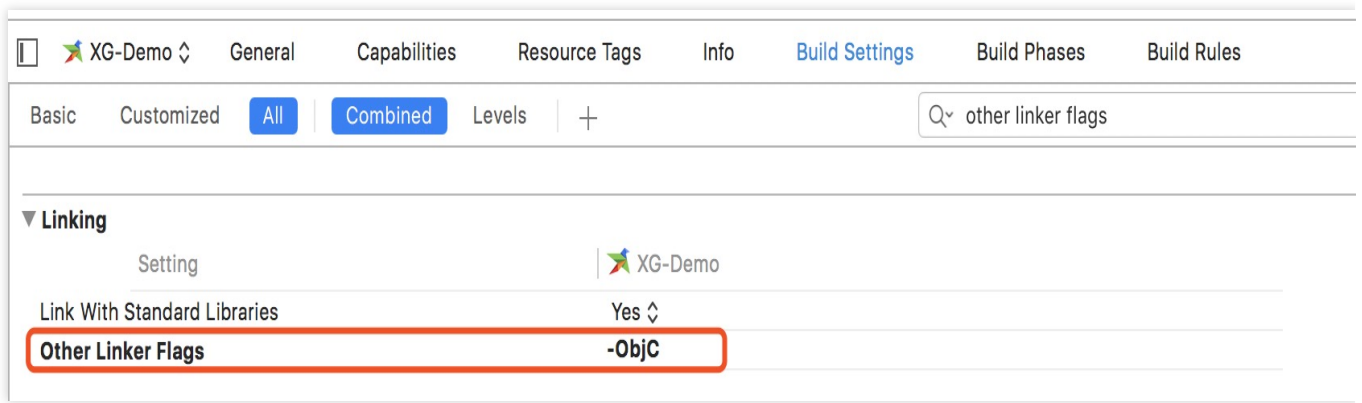 XG-Demo General Capabilities Resource Tags Info Build Settings Build Phases Build Rules
Basic Customized All Combined Levels + other linker flags
Linking
Setting XG-Demo
Link With Standard Libraries Yes
Other Linker Flags -ObjC